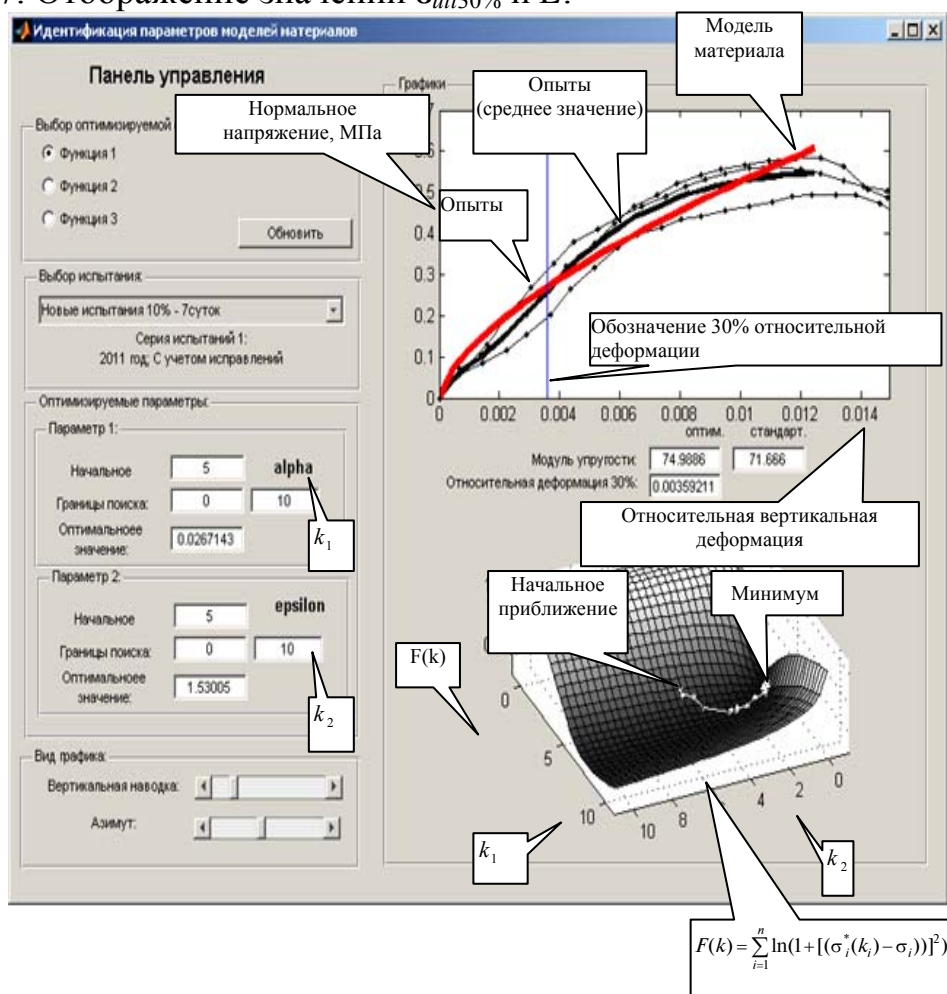 7. Отображение значений
Идентификация параметров моделей материалов
Панель управления
Выбор оптимизируемой
Функция 1
Функция 2
Функция 3
Обновить
Выбор испытания:
Новые испытания 10% - 7суток
Серия испытаний 1:
2011 год; С учетом исправлений
Оптимизируемые параметры:
Параметр 1:
Начальное 5 alpha
Границы поиска: 0 10
Оптимальноее значение: 0.0267143
k₁
Параметр 2:
Начальное 5 epsilon
Границы поиска: 0 10
Оптимальноее значение: 1.53005
k₂
Вид графика:
Вертикальная наводка:
Азимут:
Графики
Модель
материала
Опыты
(среднее значение)
Нормальное
напряжение, МПа
Опыты
0.5
0.4
0.3
0.2
0.1
0
0 0.002 0.004 0.006 0.008 0.01 0.012 0.014
Обозначение 30% относительной
деформации
оптим. стандарт.
Модуль упругости: 74.9886 71.666
Относительная деформация 30%: 0.00359211
Относительная вертикальная
деформация
Начальное
приближение
Минимум
F(k)
0
5
10
10 8 4 2 0
k₁
k₂
F(k) = ∑ⁿᵢ₌₁ ln(1+[(σᵢ*(kᵢ)−σᵢ))]²)